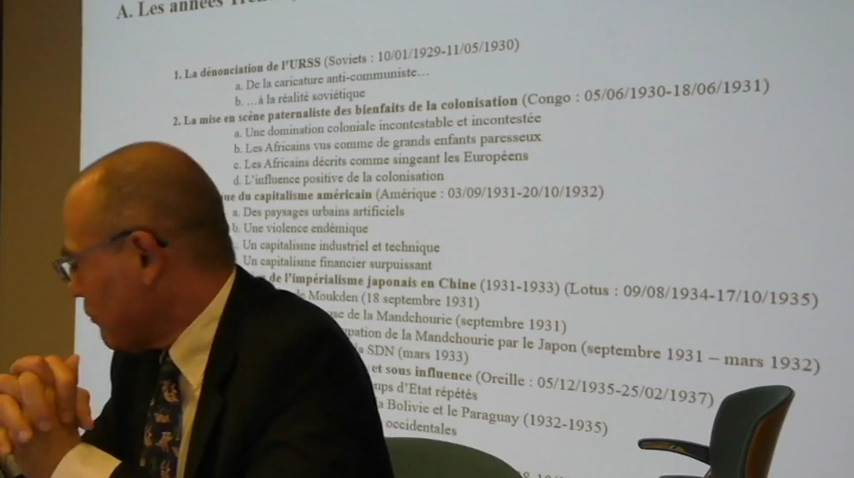 A. Les années
1. La dénonciation de l'URSS (Soviets : 10/01/1929-11/05/1930)
a. De la caricature anti-communiste…
b. …à la réalité soviétique
2. La mise en scène paternaliste des bienfaits de la colonisation (Congo : 05/06/1930-18/06/1931)
a. Une domination coloniale incontestable et incontestée
b. Les Africains vus comme de grands enfants paresseux
c. Les Africains décrits comme singeant les Européens
d. L'influence positive de la colonisation
du capitalisme américain (Amérique : 03/09/1931-20/10/1932)
a. Des paysages urbains artificiels
b. Une violence endémique
Un capitalisme industriel et technique
Un capitalisme financier surpuissant
de l'impérialisme japonais en Chine (1931-1933) (Lotus : 09/08/1934-17/10/1935)
Moukden (18 septembre 1931)
de la Mandchourie (septembre 1931)
de la Mandchourie par le Japon (septembre 1931 – mars 1932)
SDN (mars 1933)
et sous influence (Oreille : 05/12/1935-25/02/1937)
d'Etat répétés
Bolivie et le Paraguay (1932-1935)
occidentales